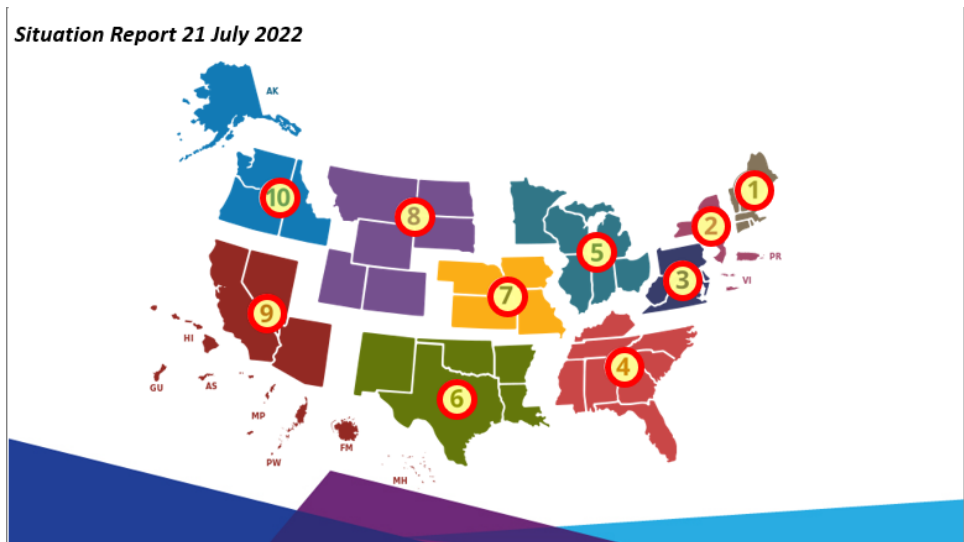 Situation Report 21 July 2022
AK
1
10
8
2
5
PR
3
VI
7
9
HI
4
GU
AS
6
MP
FM
PW
MH